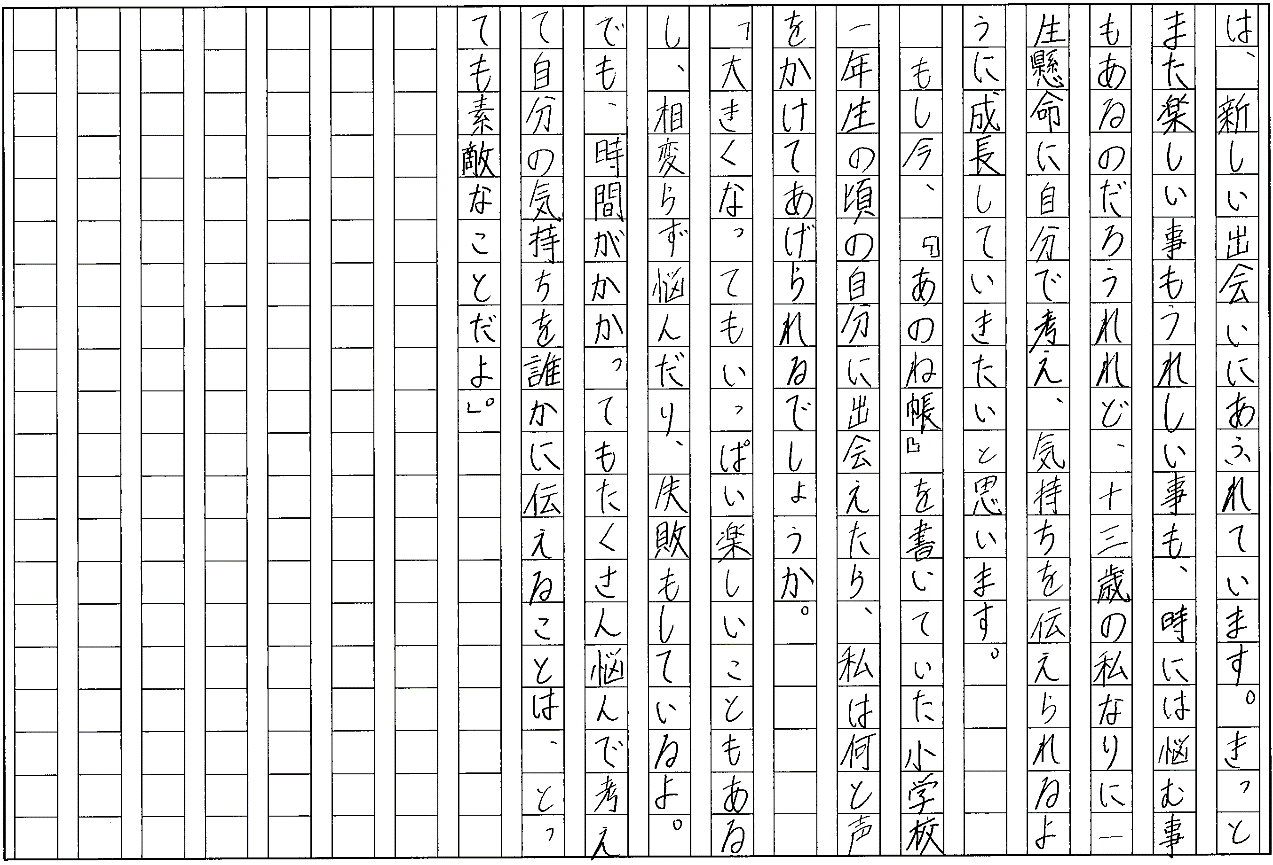 は、新しい出会いにあふれています。きっと
また楽しい事もうれしい事も、時には悩む事
もあるのだろうれれど、十三歳の私なりに一
生懸命に自分で考え、気持ちを伝えられるよ
うに成長していきたいと思います。
もし今、『あのね帳』を書いていた小学校
一年生の頃の自分に出会えたら、私は何と声
をかけてあげられるでしょうか。
「大きくなってもいっぱい楽しいこともある
し、相変らず悩んだり、失敗もしているよ。
でも、時間がかかってもたくさん悩んで考え
て自分の気持ちを誰かに伝えることは、とっ
ても素敵なことだよ」。